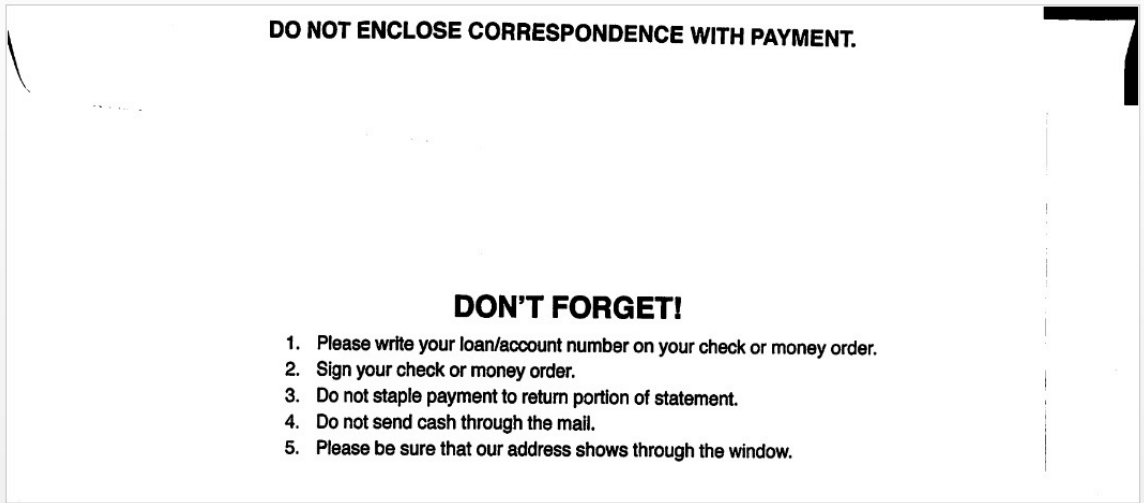 DO NOT ENCLOSE CORRESPONDENCE WITH PAYMENT.
DON'T FORGET!
1. Please write your loan/account number on your check or money order.
2. Sign your check or money order.
3. Do not staple payment to return portion of statement.
4. Do not send cash through the mail.
5. Please be sure that our address shows through the window.